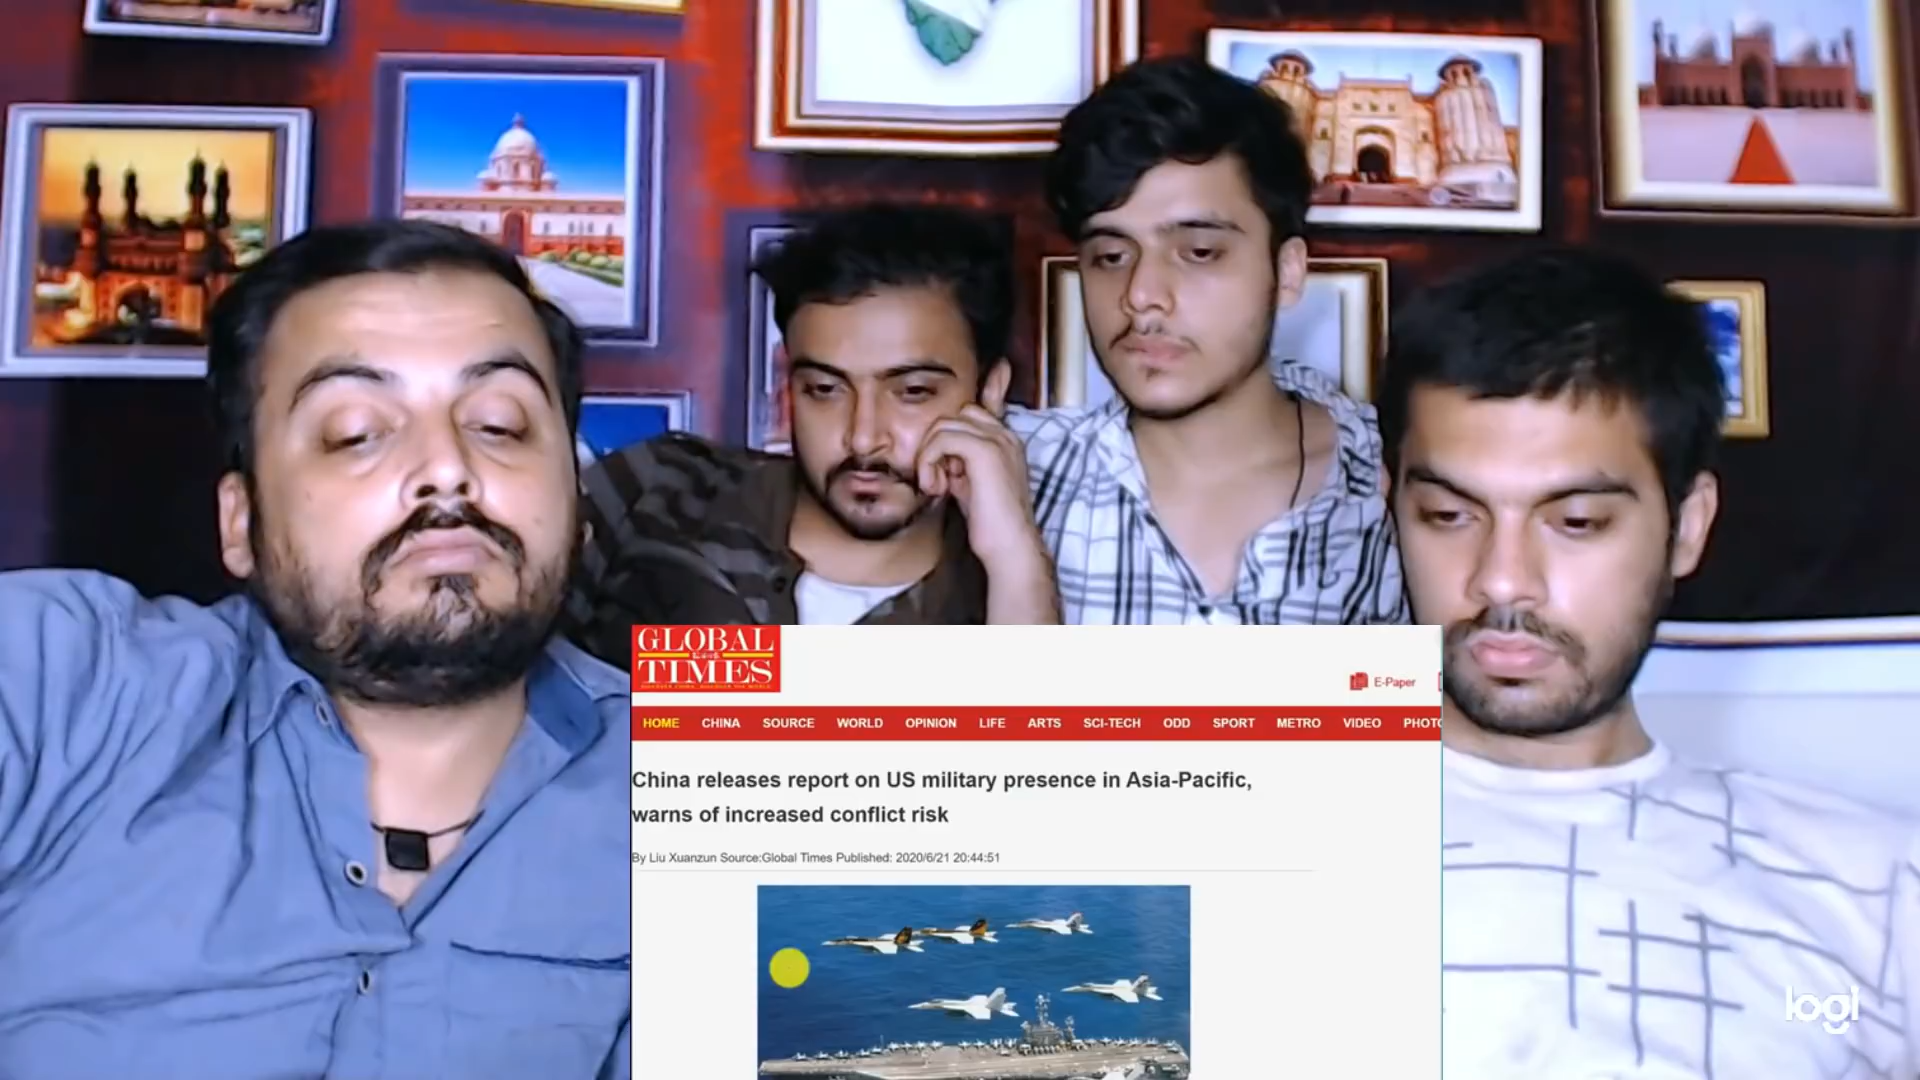 GLOBAL
TIMES
E-Paper
HOME CHINA SOURCE WORLD OPINION LIFE ARTS SCI-TECH ODD SPORT METRO VIDEO PHOTO
China releases report on US military presence in Asia-Pacific,
warns of increased conflict risk
By Liu Xuanzun Source:Global Times Published: 2020/6/21 20:44:51
logi